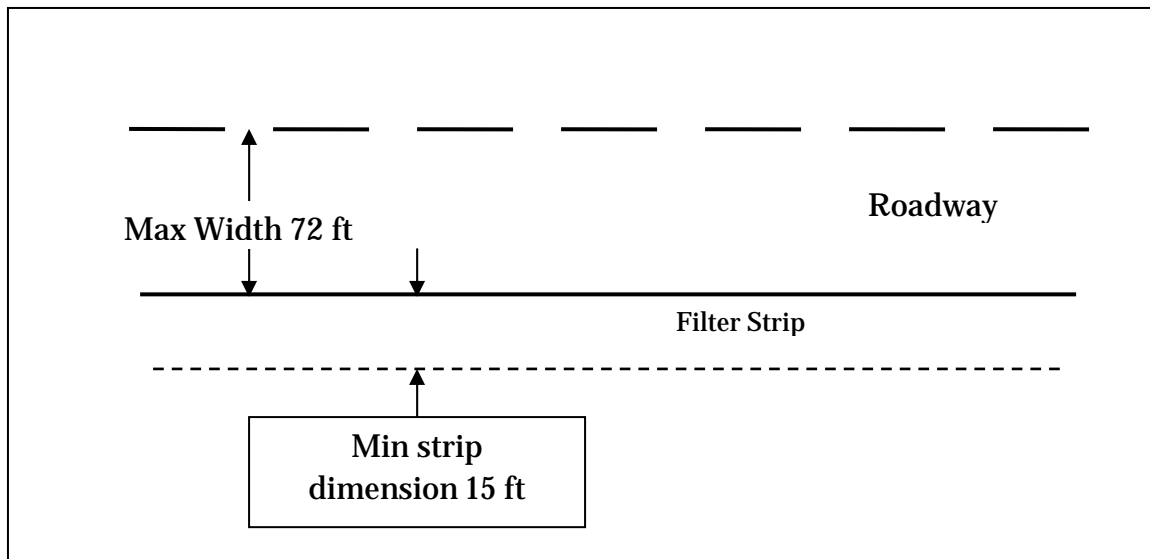 Roadway
Max Width 72 ft
Filter Strip
Min strip
dimension 15 ft